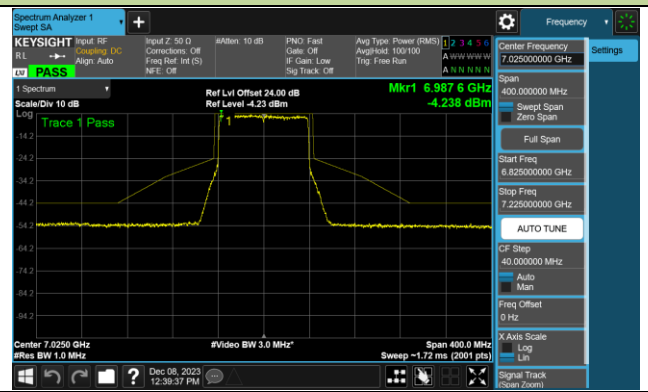 Spectrum Analyzer 1
Swept SA
Frequency
KEYSIGHT
Input: RF
Coupling: DC
Align: Auto
Input Z: 50 Ω
Corrections: Off
Freq Ref: Int (S)
NFE: Off
#Atten: 10 dB
PNO: Fast
Gate: Off
IF Gain: Low
Sig Track: Off
Avg Type: Power (RMS)
Avg|Hold: 100/100
Trig: Free Run
1 2 3 4 5 6
A W W W W W
A N N N N N
RL
LXI
PASS
1 Spectrum
Scale/Div 10 dB
Ref Lvl Offset 24.00 dB
Ref Level -4.23 dBm
Mkr1 6.987 6 GHz
-4.238 dBm
Log
Trace 1 Pass
1
-14.2
-24.2
-34.2
-44.2
-54.2
-64.2
-74.2
-84.2
-94.2
Center 7.0250 GHz
#Res BW 1.0 MHz
#Video BW 3.0 MHz*
Span 400.0 MHz
Sweep ~1.72 ms (2001 pts)
Dec 08, 2023
12:39:37 PM
Center Frequency
7.025000000 GHz
Settings
Span
400.000000 MHz
Swept Span
Zero Span
Full Span
Start Freq
6.825000000 GHz
Stop Freq
7.225000000 GHz
AUTO TUNE
CF Step
40.000000 MHz
Auto
Man
Freq Offset
0 Hz
X Axis Scale
Log
Lin
Signal Track
(Span Zoom)